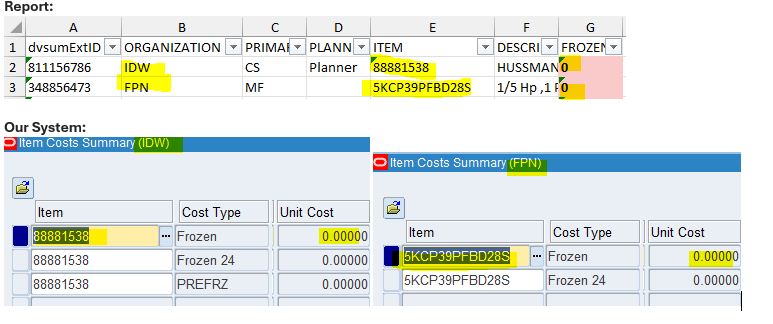 Report:
A B C D E F G
1 dvsumExtID ORGANIZATION PRIMA PLANN ITEM DESCRI FROZEN
2 811156786 IDW CS Planner 88881538 HUSSMAN 0
3 348856473 FPN MF 5KCP39PFBD28S 1/5 Hp ,1 0
Our System:
Item Costs Summary (IDW)
Item Cost Type Unit Cost
88881538 ... Frozen 0.00000
88881538 Frozen 24 0.00000
88881538 PREFRZ 0.00000
Item Costs Summary (FPN)
Item Cost Type Unit Cost
5KCP39PFBD28S ... Frozen 0.00000
5KCP39PFBD28S Frozen 24 0.00000